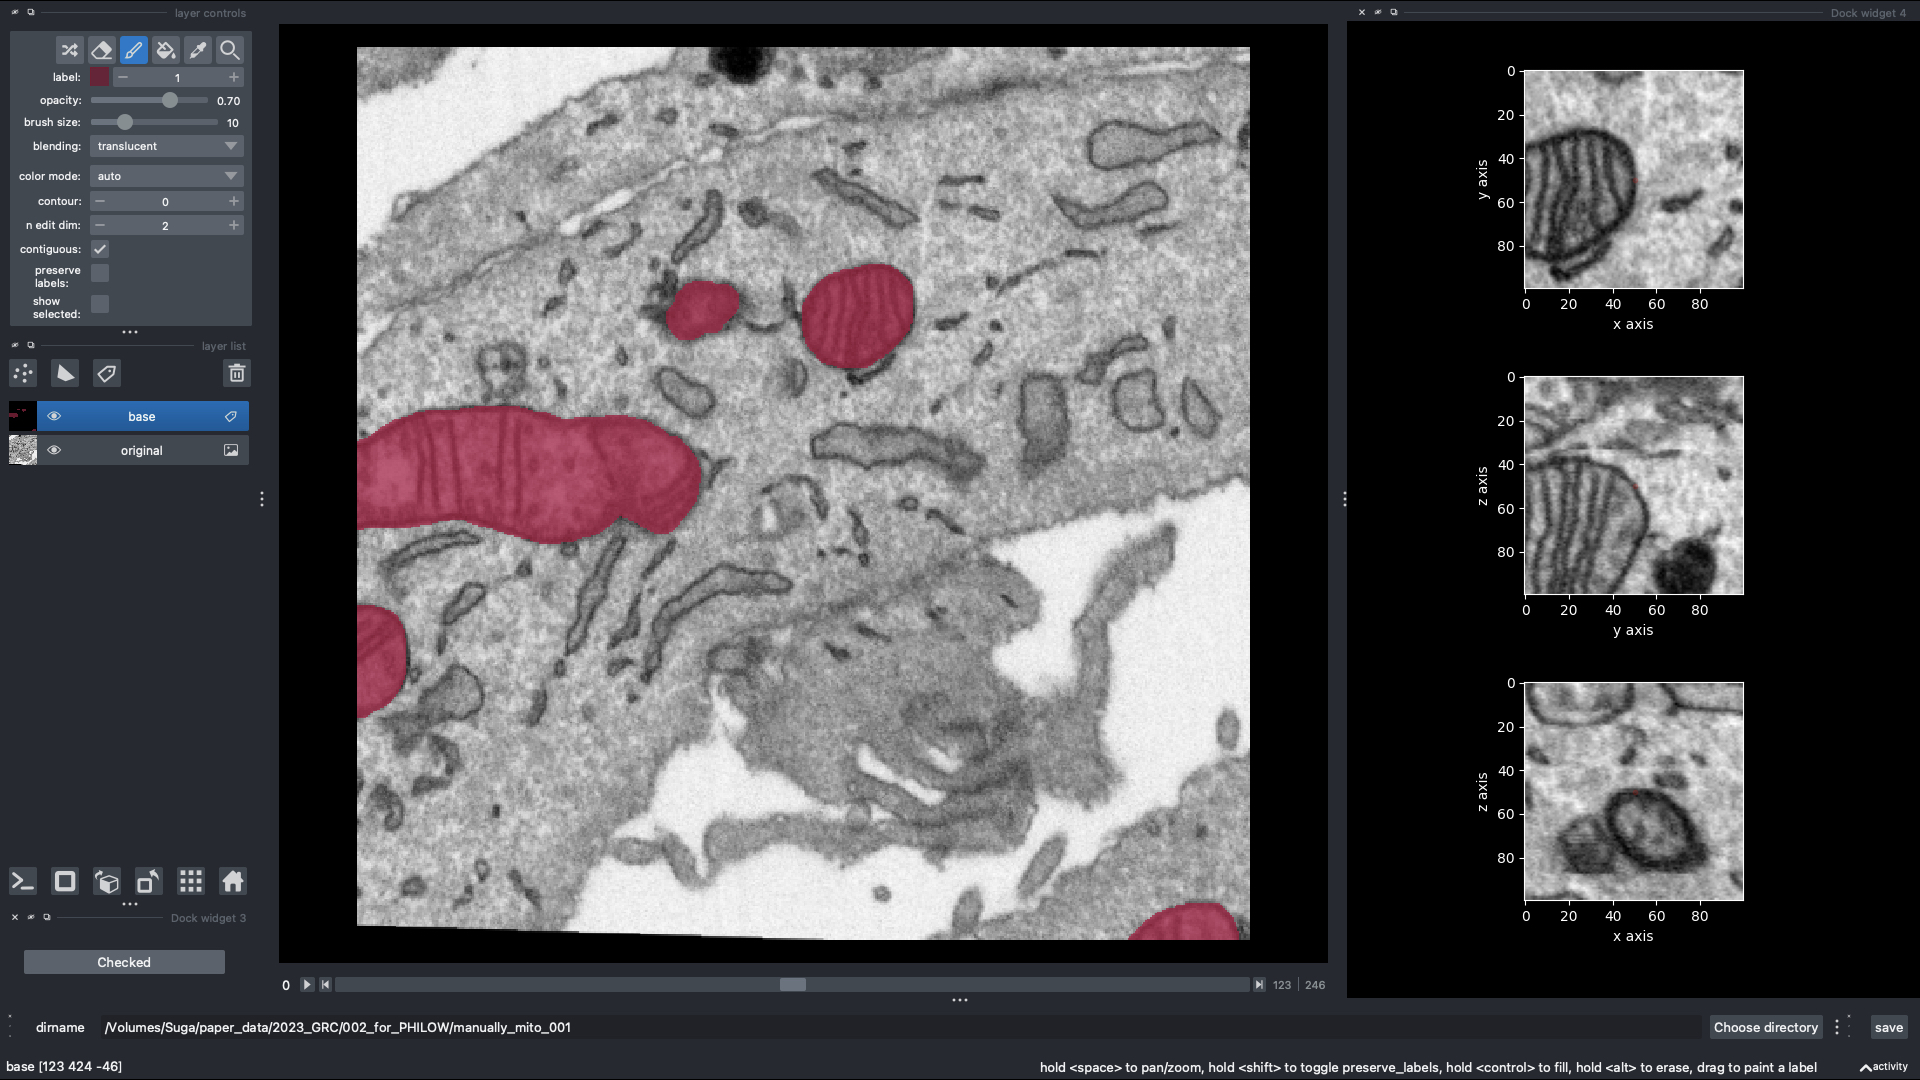 layer controls
label: 1
opacity: 0.70
brush size: 10
blending: translucent
color mode: auto
contour: 0
n edit dim: 2
contiguous:
preserve
labels:
show
selected:
layer list
base
original
Dock widget 3
Checked
0 123 246
Dock widget 4
0
20
40
60
80
y axis
0 20 40 60 80
x axis
0
20
40
60
80
z axis
0 20 40 60 80
y axis
0
20
40
60
80
z axis
0 20 40 60 80
x axis
dirname /Volumes/Suga/paper_data/2023_GRC/002_for_PHILOW/manually_mito_001 Choose directory save
base [123 424 -46] hold <space> to pan/zoom, hold <shift> to toggle preserve_labels, hold <control> to fill, hold <alt> to erase, drag to paint a label activity